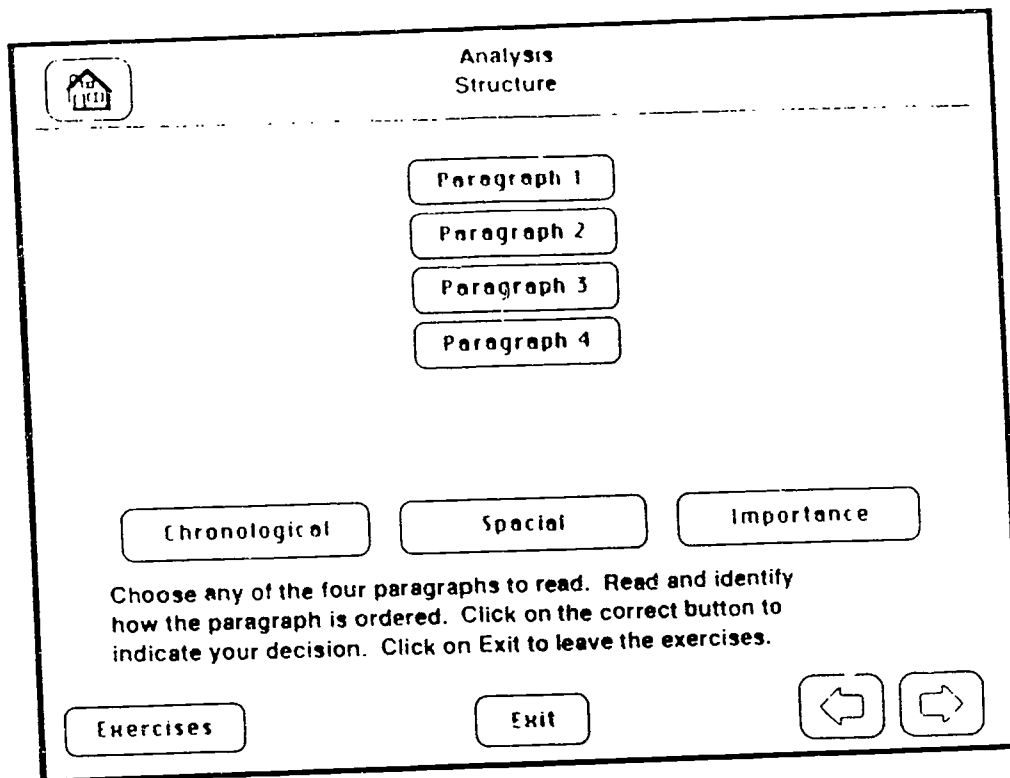 Analysis
Structure
Paragraph 1
Paragraph 2
Paragraph 3
Paragraph 4
Chronological Spacial Importance
Choose any of the four paragraphs to read. Read and identify
how the paragraph is ordered. Click on the correct button to
indicate your decision. Click on Exit to leave the exercises.
Exercises Exit